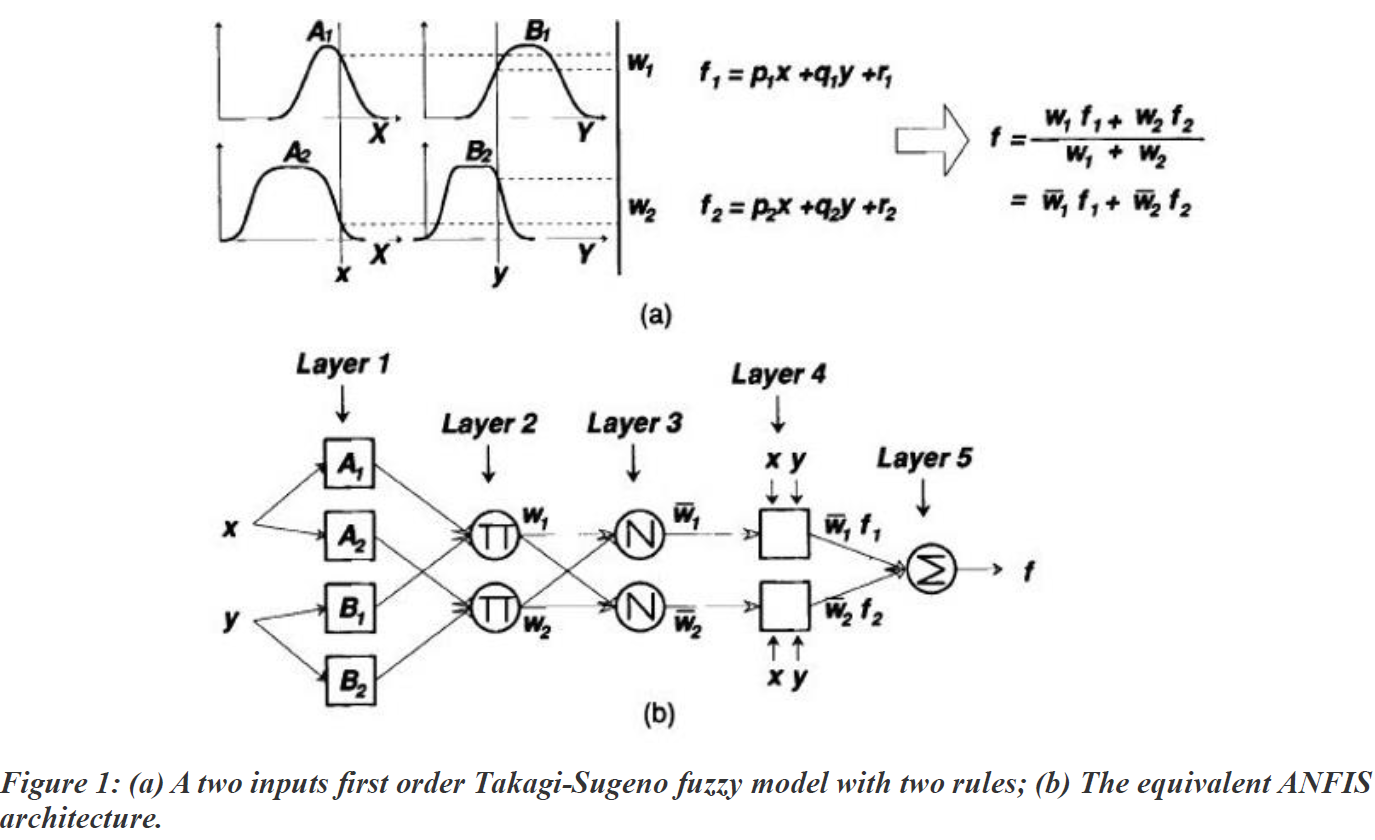 A₁ B₁
w₁ f₁ = p₁x +q₁y +r₁
X Y
f = w₁ f₁ + w₂ f₂ / w₁ + w₂
A₂ B₂
= w̅₁ f₁ + w̅₂ f₂
w₂ f₂ = p₂x +q₂y +r₂
X Y
x y
(a)
Layer 1
Layer 4
Layer 2 Layer 3
x y Layer 5
A₁
w₁ w̅₁ w̅₁ f₁
x A₂ Π N
Σ f
y B₁ Π N
w₂ w̅₂ w̅₂ f₂
B₂ x y
(b)
Figure 1: (a) A two inputs first order Takagi-Sugeno fuzzy model with two rules; (b) The equivalent ANFIS
architecture.